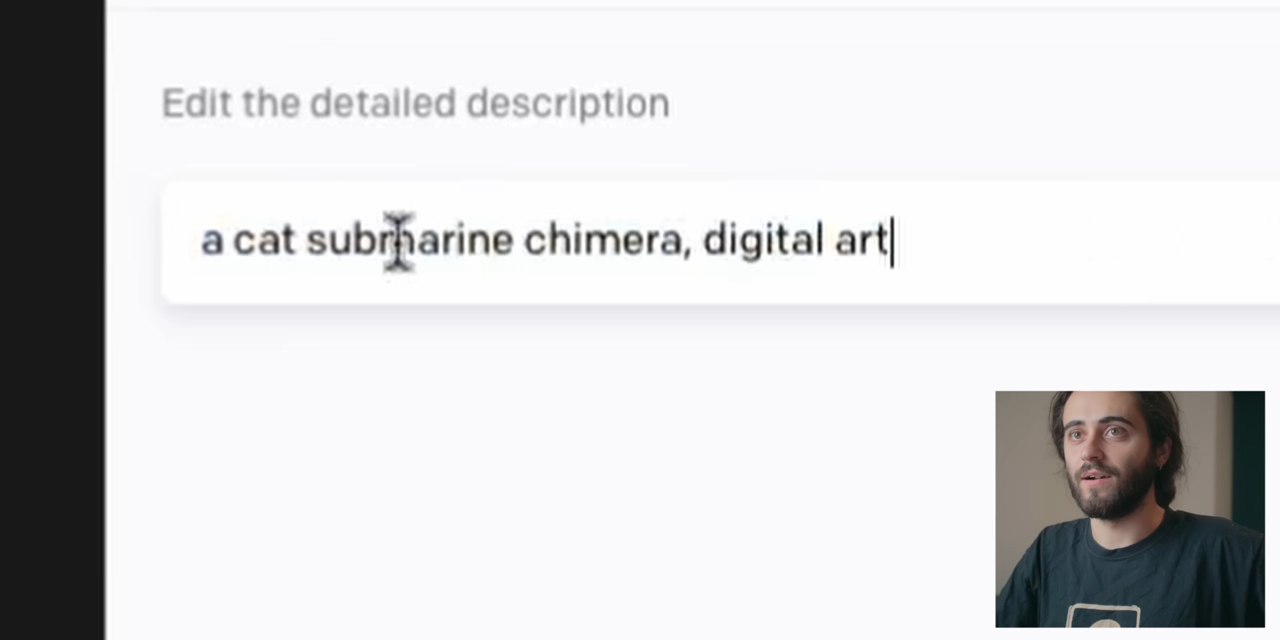 Edit the detailed description
a cat submarine chimera, digital art